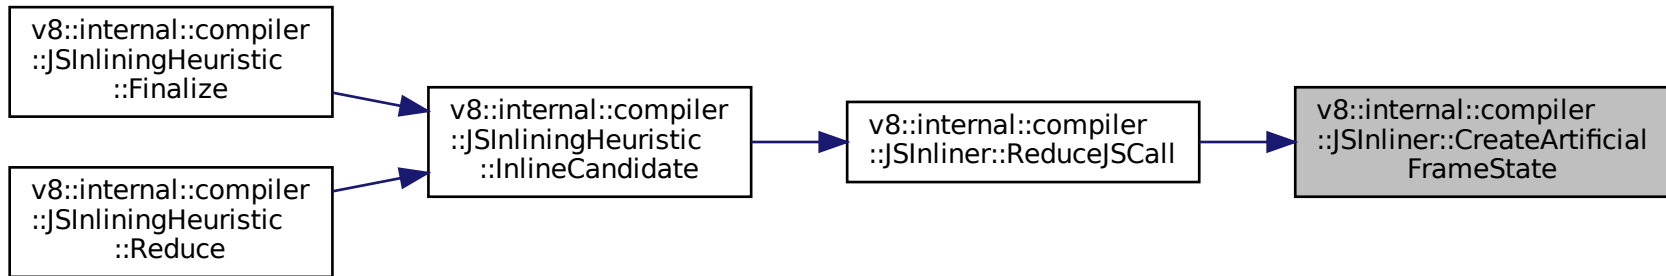 v8::internal::compiler
::JSInliningHeuristic
::Finalize
v8::internal::compiler
::JSInliningHeuristic
::Reduce
v8::internal::compiler
::JSInliningHeuristic
::InlineCandidate
v8::internal::compiler
::JSInliner::ReduceJSCall
v8::internal::compiler
::JSInliner::CreateArtificial
FrameState